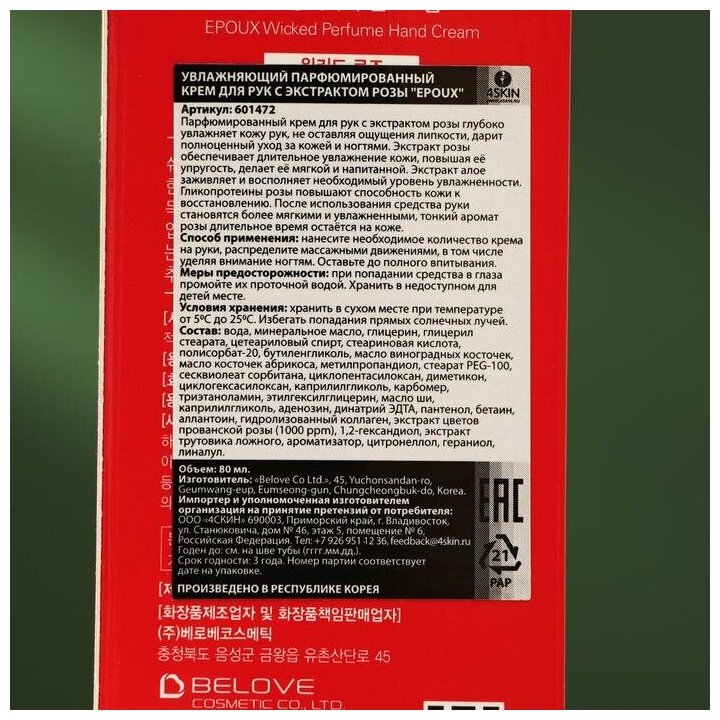 EPOUX Wicked Perfume Hand Cream
УВЛАЖНЯЮЩИЙ ПАРФЮМИРОВАННЫЙ
КРЕМ ДЛЯ РУК С ЭКСТРАКТОМ РОЗЫ "EPOUX"
4SKIN
WWW.4SKIN.RU
Артикул: 601472
Парфюмированный крем для рук с экстрактом розы глубоко
увлажняет кожу рук, не оставляя ощущения липкости, дарит
полноценный уход за кожей и ногтями. Экстракт розы
обеспечивает длительное увлажнение кожи, повышая её
упругость, делает её мягкой и напитанной. Экстракт алое
заживляет и восполняет необходимый уровень увлажненности.
Гликопротеины розы повышают способность кожи к
восстановлению. После использования средства руки
становятся более мягкими и увлажненными, тонкий аромат
розы длительное время остаётся на коже.
Способ применения: нанесите необходимое количество крема
на руки, распределите массажными движениями, в том числе
уделяя внимание ногтям. Оставьте до полного впитывания.
Меры предосторожности: при попадании средства в глаза
промойте их проточной водой. Хранить в недоступном для
детей месте.
Условия хранения: хранить в сухом месте при температуре
от 5ºC до 25ºC. Избегать попадания прямых солнечных лучей.
Состав: вода, минеральное масло, глицерин, глицерил
стеарата, цетеариловый спирт, стеариновая кислота,
полисорбат-20, бутиленгликоль, масло виноградных косточек,
масло косточек абрикоса, метилпропандиол, стеарат PEG-100,
сесквиолеат сорбитана, циклопентасилоксан, диметикон,
циклогексасилоксан, каприлилгликоль, карбомер,
триэтаноламин, этилгексилглицерин, масло ши,
каприлилгликоль, аденозин, динатрий ЭДТА, пантенол, бетаин,
аллантоин, гидролизованный коллаген, экстракт цветов
прованской розы (1000 ppm), 1,2-гександиол, экстракт
трутовика ложного, ароматизатор, цитронеллол, гераниол,
линалул.
Объем: 80 мл.
Изготовитель: «Belove Co Ltd.», 45, Yuchonsandan-ro,
Geumwang-eup, Eumseong-gun, Chungcheongbuk-do, Korea.
Импортер и уполномоченная изготовителем
организация на принятие претензий от потребителя:
ООО «4СКИН» 690003, Приморский край, г. Владивосток,
ул. Станюковича, дом № 46, этаж 5, помещение № 6,
Российская Федерация. Тел: +7 926 951 12 36, feedback@4skin.ru
Годен до: см. на шве тубы (гггг.мм.дд.).
Срок годности: 3 года. Номер партии соответствует
дате на упаковке.
EAC
21
PAP
ПРОИЗВЕДЕНО В РЕСПУБЛИКЕ КОРЕЯ
[화장품제조업자 및 화장품책임판매업자]
(주)베로베코스메틱
충청북도 음성군 금왕읍 유촌산단로 45
BELOVE
COSMETIC CO., LTD.